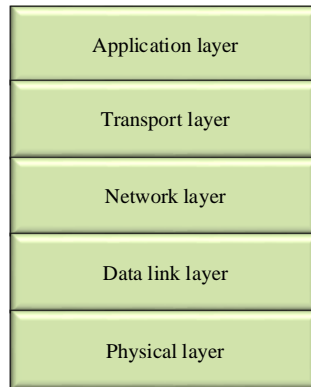 Application layer
Transport layer
Network layer
Data link layer
Physical layer